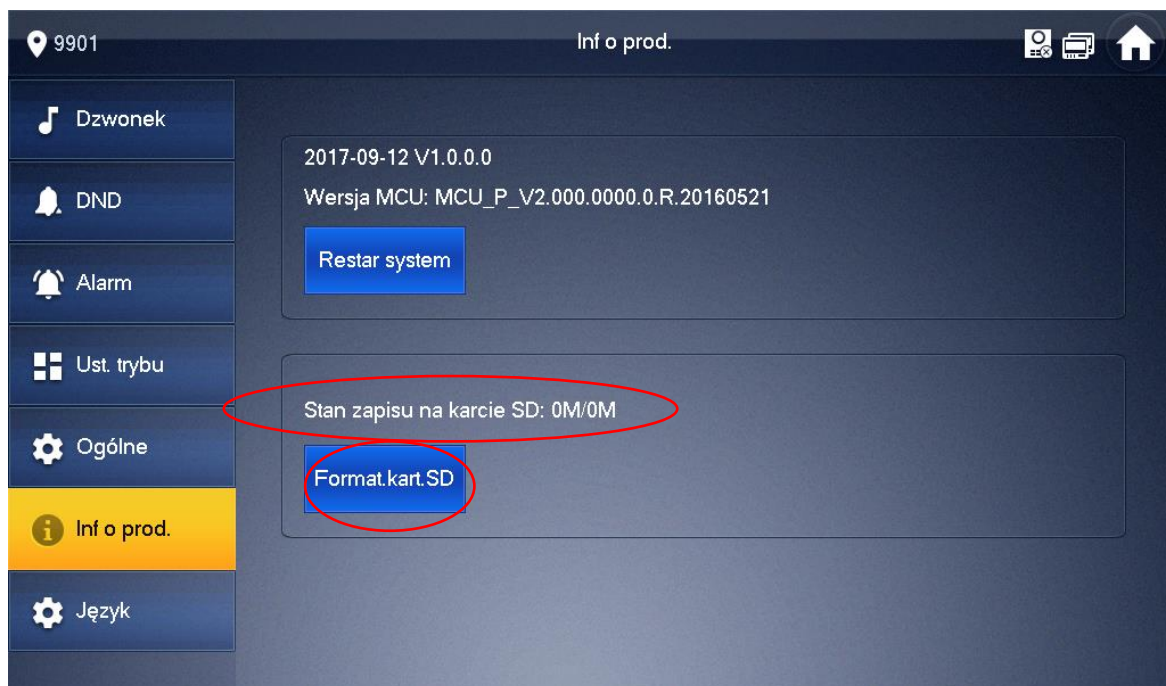 9901
Inf o prod.
Dzwonek
DND
Alarm
Ust. trybu
Ogólne
Inf o prod.
Język
2017-09-12 V1.0.0.0
Wersja MCU: MCU_P_V2.000.0000.0.R.20160521
Restar system
Stan zapisu na karcie SD: 0M/0M
Format.kart.SD